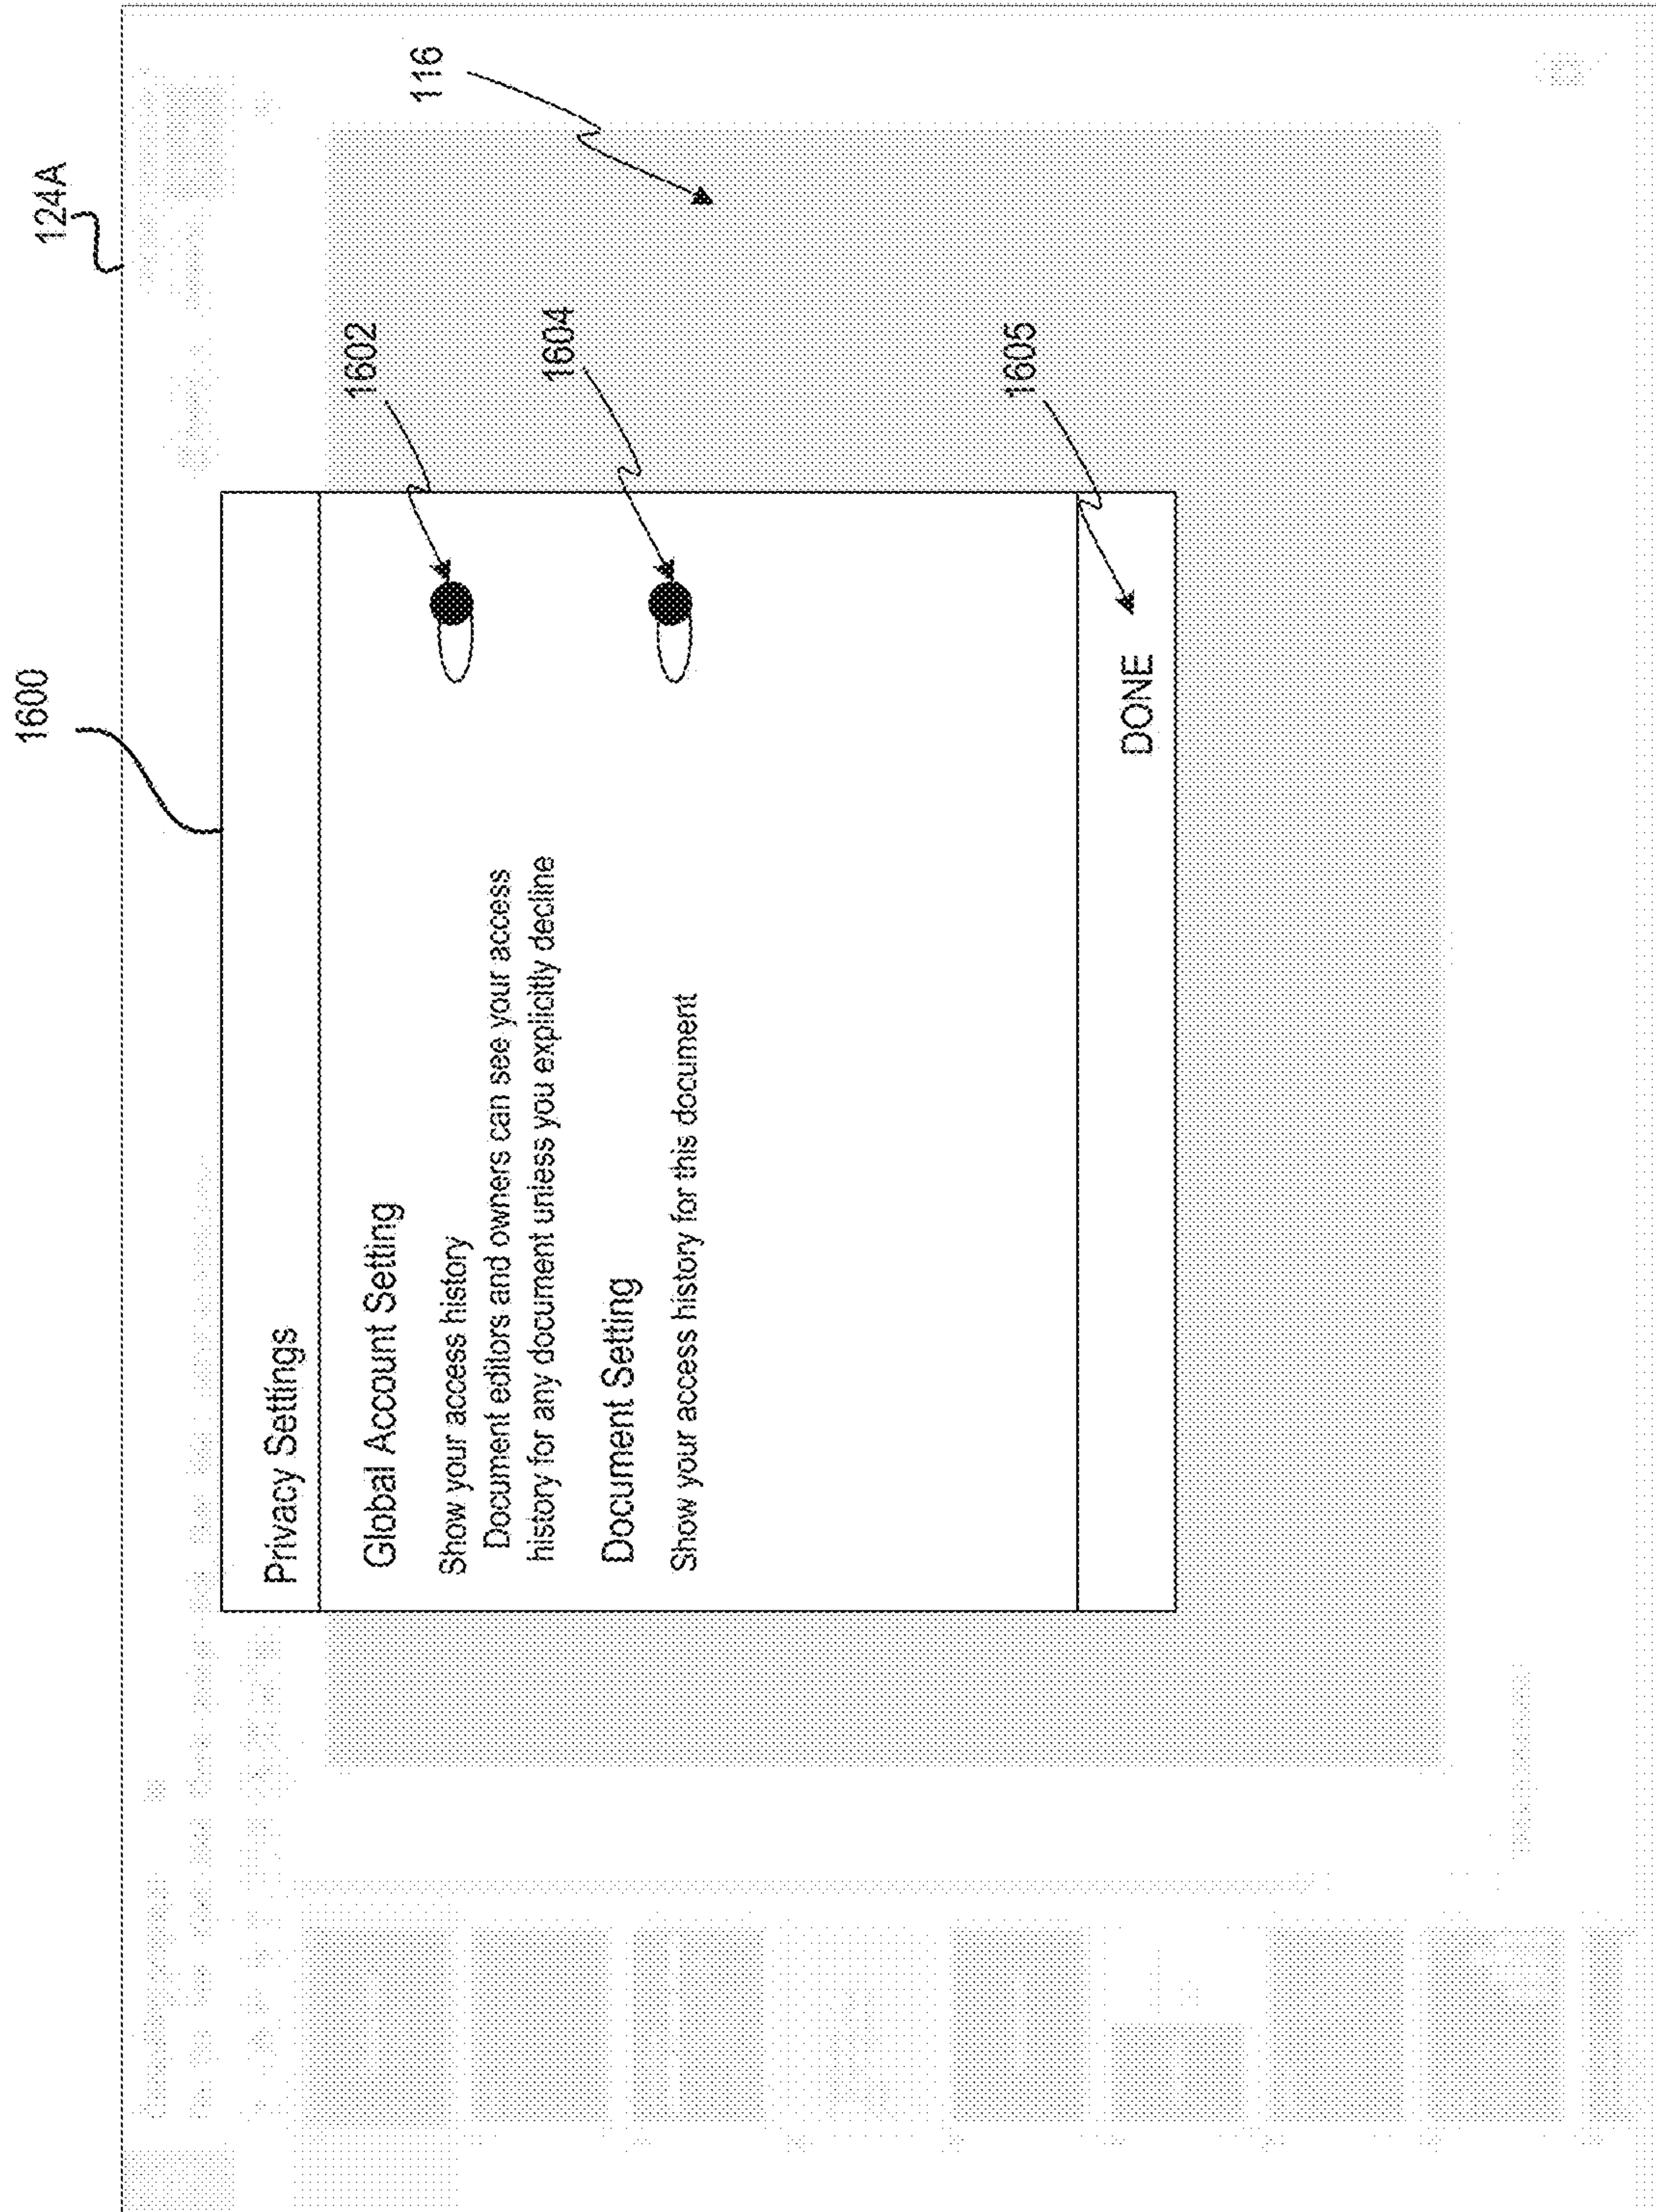 1600
124A
116
Privacy Settings
Global Account Setting
1602
Show your access history
Document editors and owners can see your access
history for any document unless you explicitly decline
1604
Document Setting
Show your access history for this document
1605
DONE